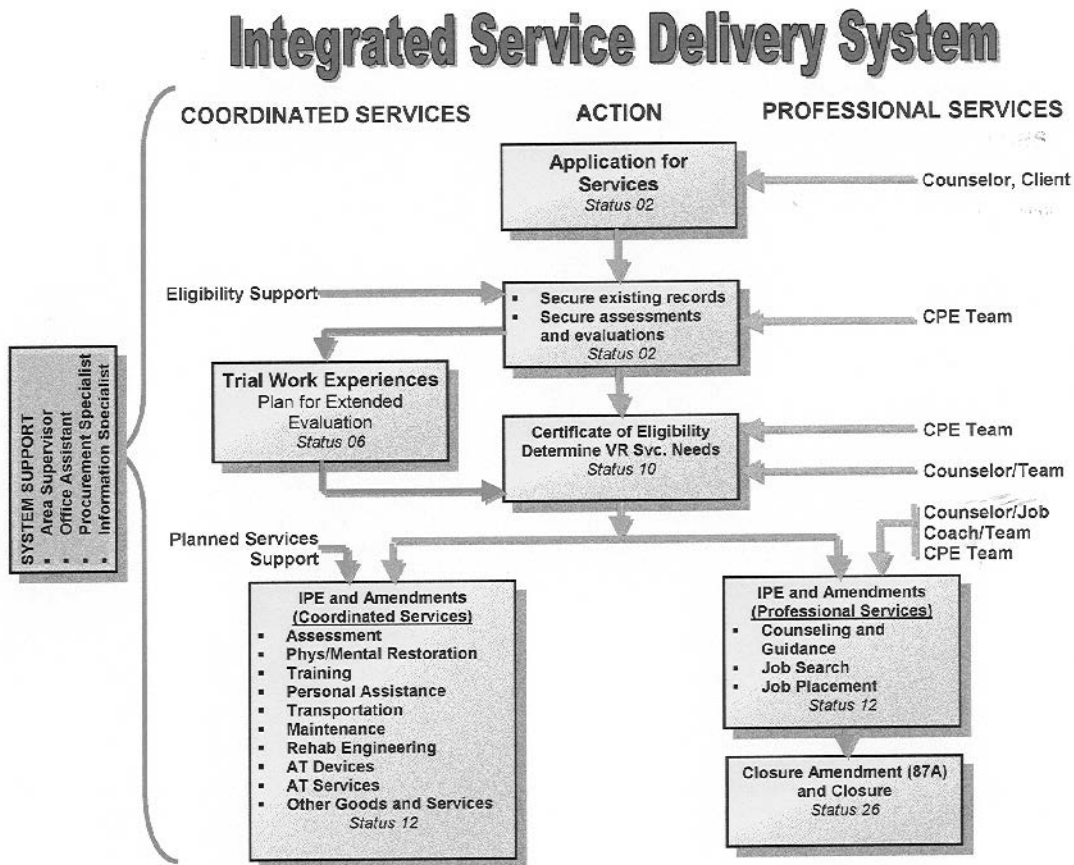 Integrated Service Delivery System
COORDINATED SERVICES
ACTION
PROFESSIONAL SERVICES
Application for
Services
Status 02
Counselor, Client
Eligibility Support
▪ Secure existing records
▪ Secure assessments
and evaluations
Status 02
CPE Team
Trial Work Experiences
Plan for Extended
Evaluation
Status 06
Certificate of Eligibility
Determine VR Svc. Needs
Status 10
CPE Team
Counselor/Team
SYSTEM SUPPORT
▪ Area Supervisor
▪ Office Assistant
▪ Procurement Specialist
▪ Information Specialist
Planned Services
Support
Counselor/Job
Coach/Team
CPE Team
IPE and Amendments
(Coordinated Services)
▪ Assessment
▪ Phys/Mental Restoration
▪ Training
▪ Personal Assistance
▪ Transportation
▪ Maintenance
▪ Rehab Engineering
▪ AT Devices
▪ AT Services
▪ Other Goods and Services
Status 12
IPE and Amendments
(Professional Services)
▪ Counseling and
Guidance
▪ Job Search
▪ Job Placement
Status 12
Closure Amendment (87A)
and Closure
Status 26